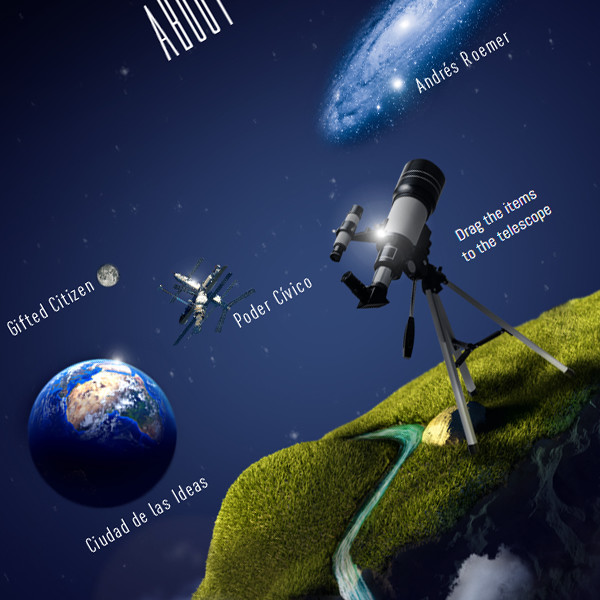 ABOUT
Andrés Roemer
Drag the items
to the telescope
Gifted Citizen
Poder Cívico
Ciudad de las Ideas